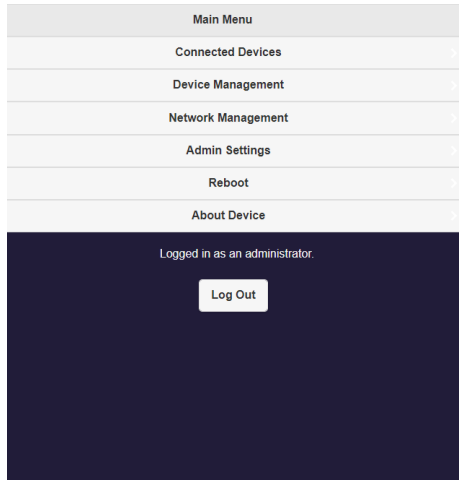 Main Menu
Connected Devices
Device Management
Network Management
Admin Settings
Reboot
About Device
Logged in as an administrator.
Log Out